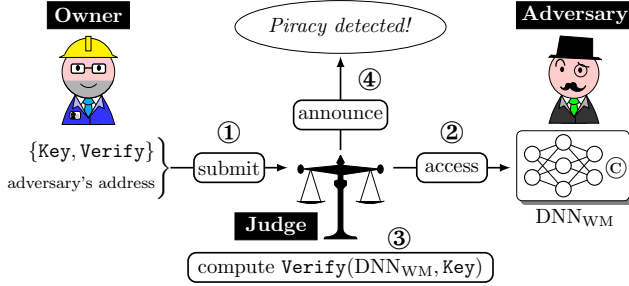 Owner
Piracy detected!
Adversary
④
announce
①
②
{Key, Verify}
adversary's address
submit
access
©
DNN_WM
Judge
③
compute Verify(DNN_WM, Key)